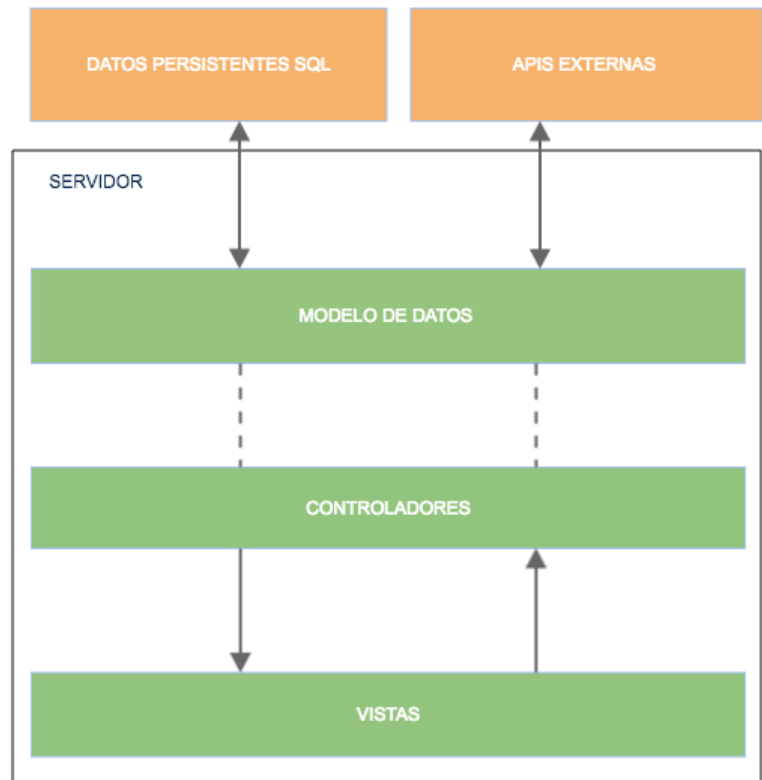 DATOS PERSISTENTES SQL
APIS EXTERNAS
SERVIDOR
MODELO DE DATOS
CONTROLADORES
VISTAS